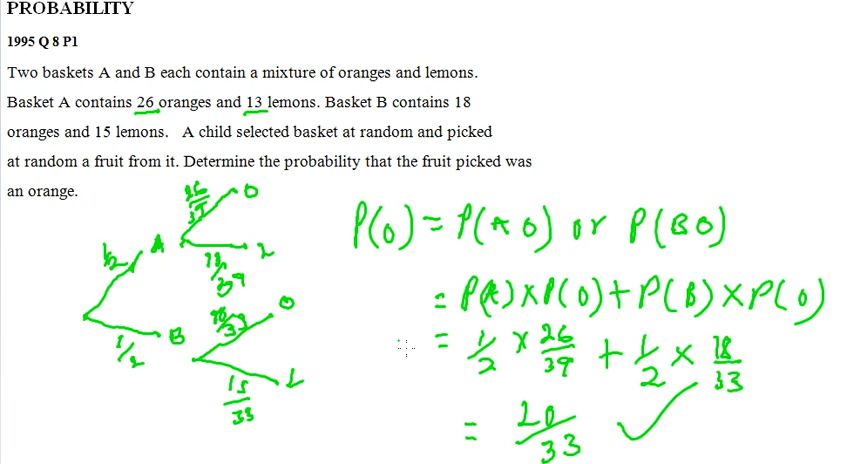 PROBABILITY
1995 Q 8 P1
Two baskets A and B each contain a mixture of oranges and lemons.
Basket A contains 26 oranges and 13 lemons. Basket B contains 18
oranges and 15 lemons. A child selected basket at random and picked
at random a fruit from it. Determine the probability that the fruit picked was
an orange.
26/39 O
1/2 A
13/39 L
18/33 O
1/2 B
15/33 L
P(O) = P(A O) or P(B O)
= P(A) x P(O) + P(B) x P(O)
= 1/2 x 26/39 + 1/2 x 18/33
= 20/33